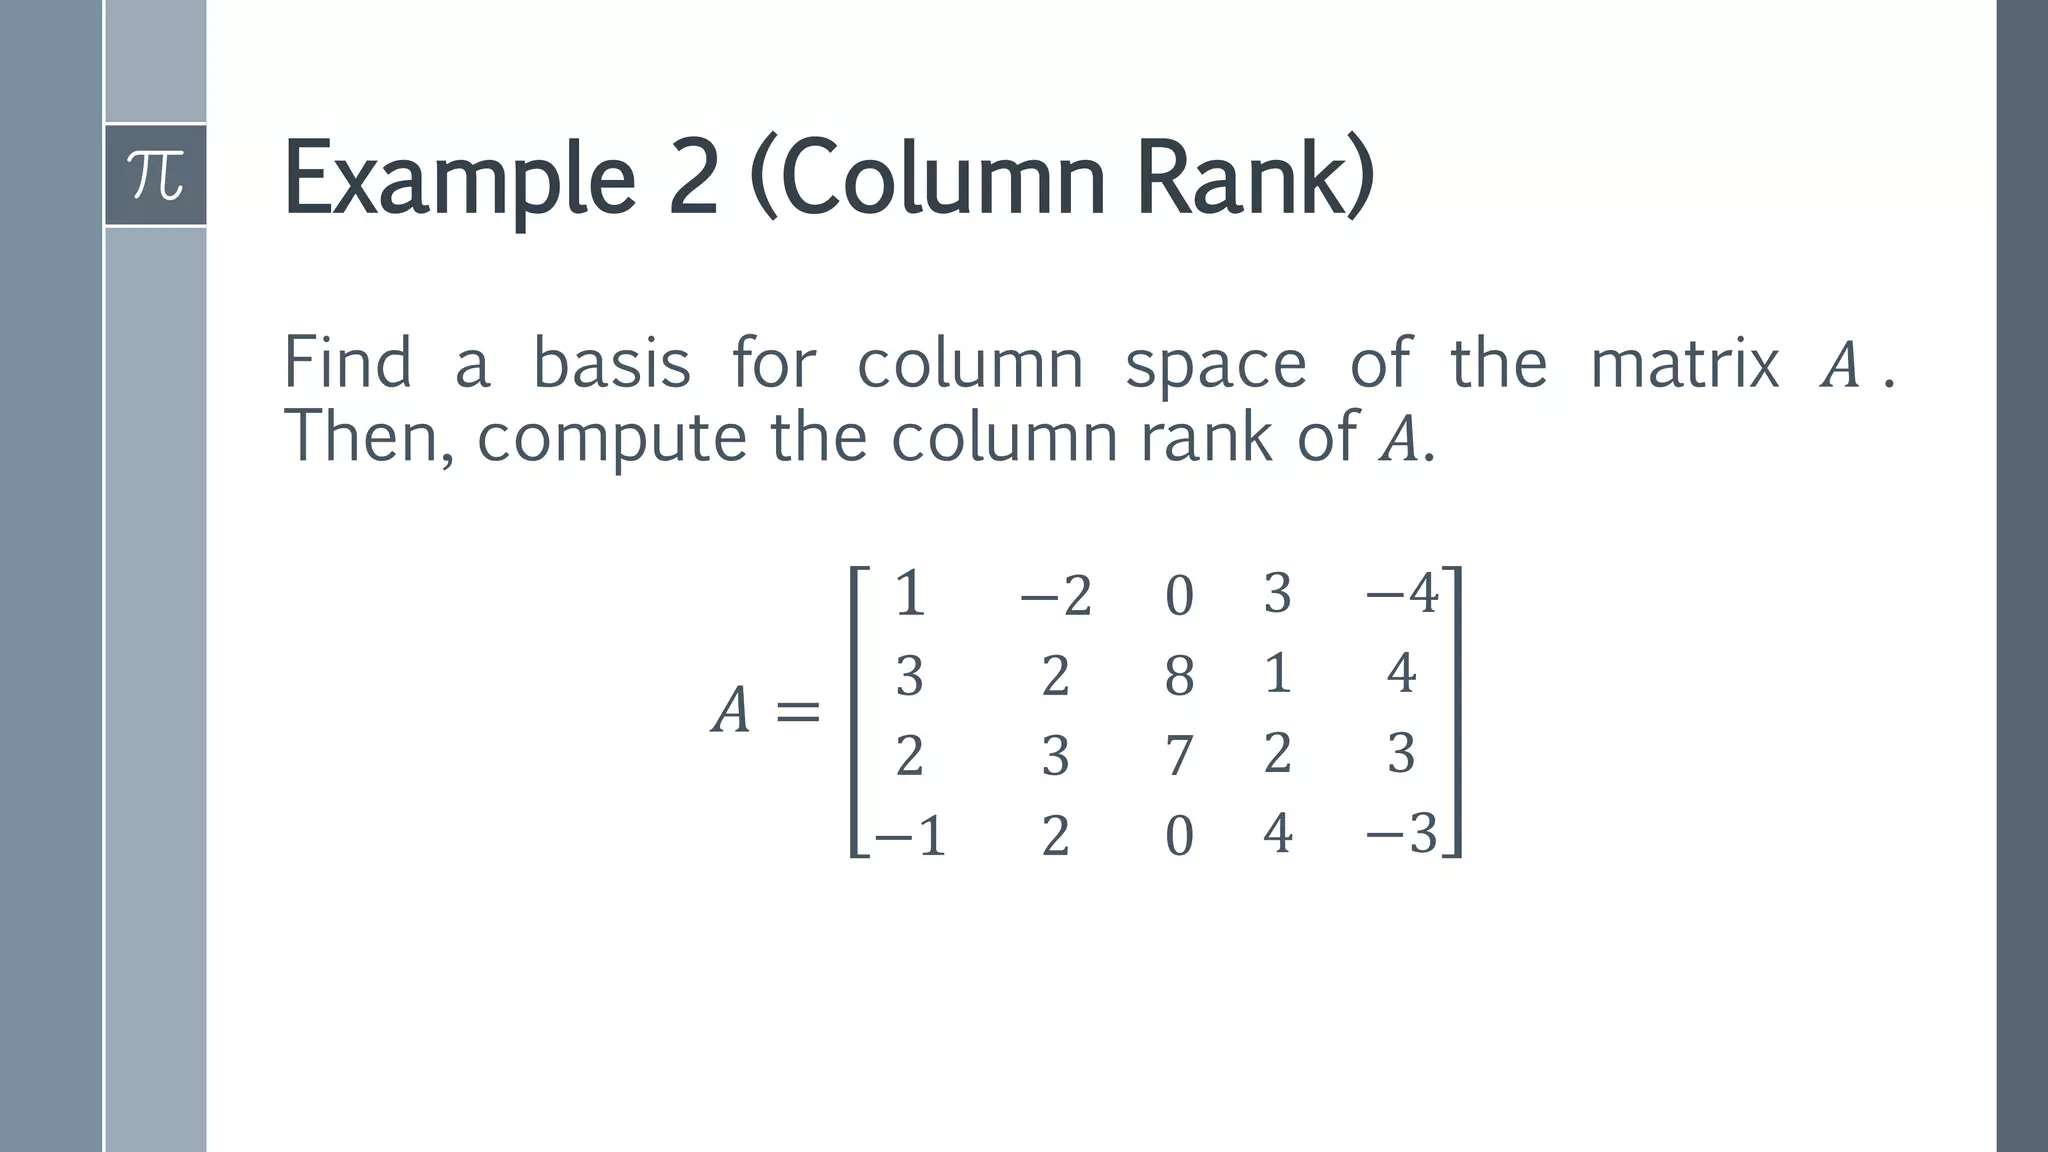 π
Example 2 (Column Rank)
Find a basis for column space of the matrix A .
Then, compute the column rank of A.
A =
1 −2 0 3 −4
3 2 8 1 4
2 3 7 2 3
−1 2 0 4 −3